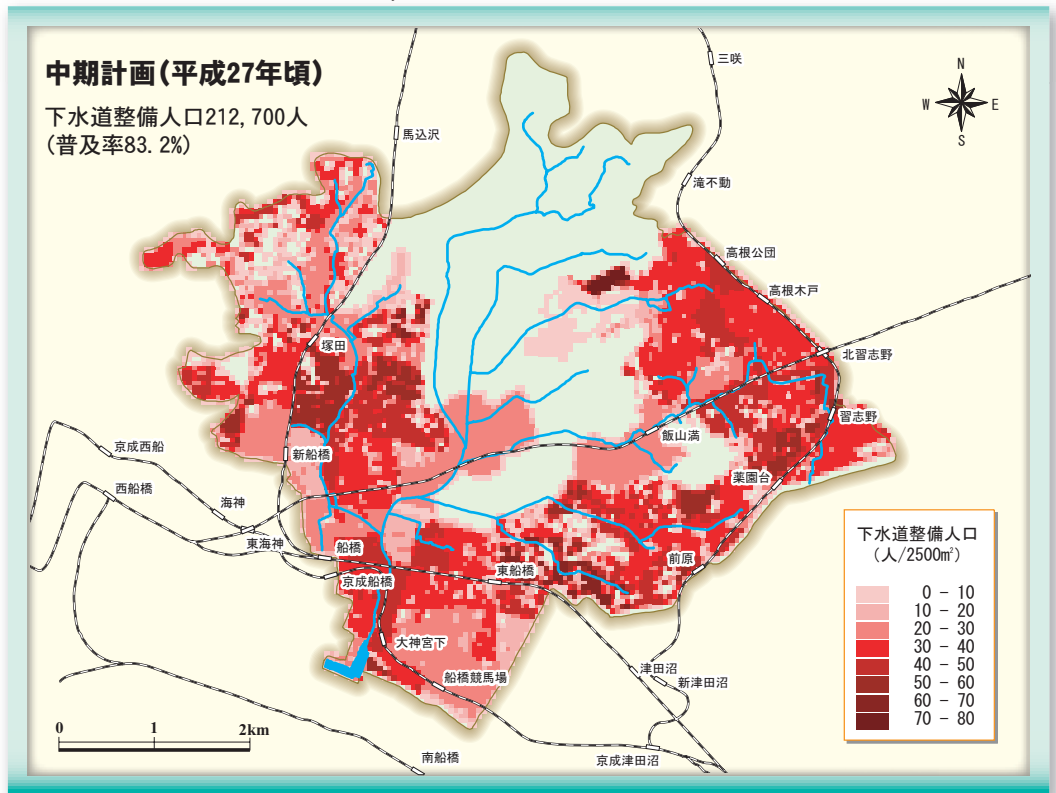 中期計画(平成27年頃)
下水道整備人口212,700人
(普及率83.2%)
三咲
N
W
E
S
馬込沢
滝不動
高根公団
高根木戸
北習志野
塚田
習志野
飯山満
京成西船
新船橋
薬園台
西船橋
海神
東海神
船橋
前原
東船橋
京成船橋
大神宮下
津田沼
新津田沼
船橋競馬場
京成津田沼
南船橋
下水道整備人口
(人/2500㎡)
0 - 10
10 - 20
20 - 30
30 - 40
40 - 50
50 - 60
60 - 70
70 - 80
0 1 2km